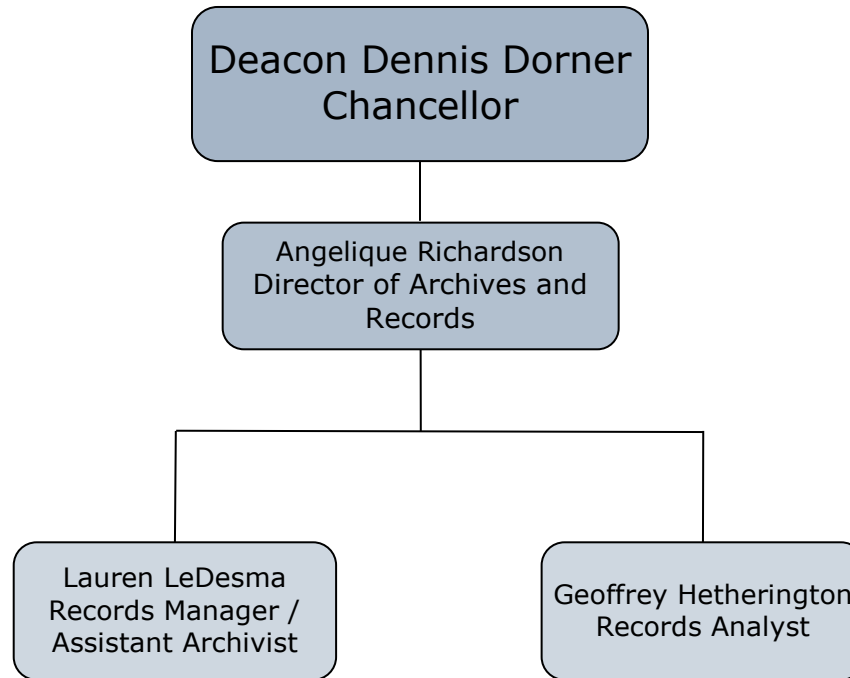 Deacon Dennis Dorner
Chancellor
Angelique Richardson
Director of Archives and
Records
Lauren LeDesma
Records Manager /
Assistant Archivist
Geoffrey Hetherington
Records Analyst